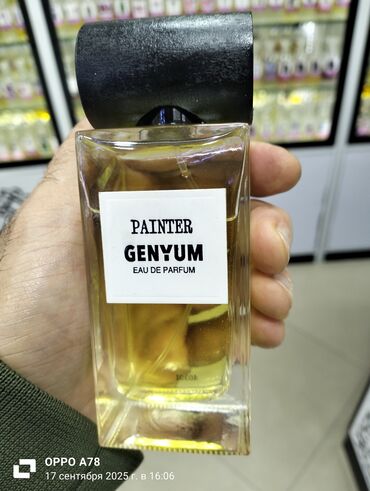 PAINTER
GENYUM
EAU DE PARFUM
OPPO A78
17 сентября 2025 г. в 16:06